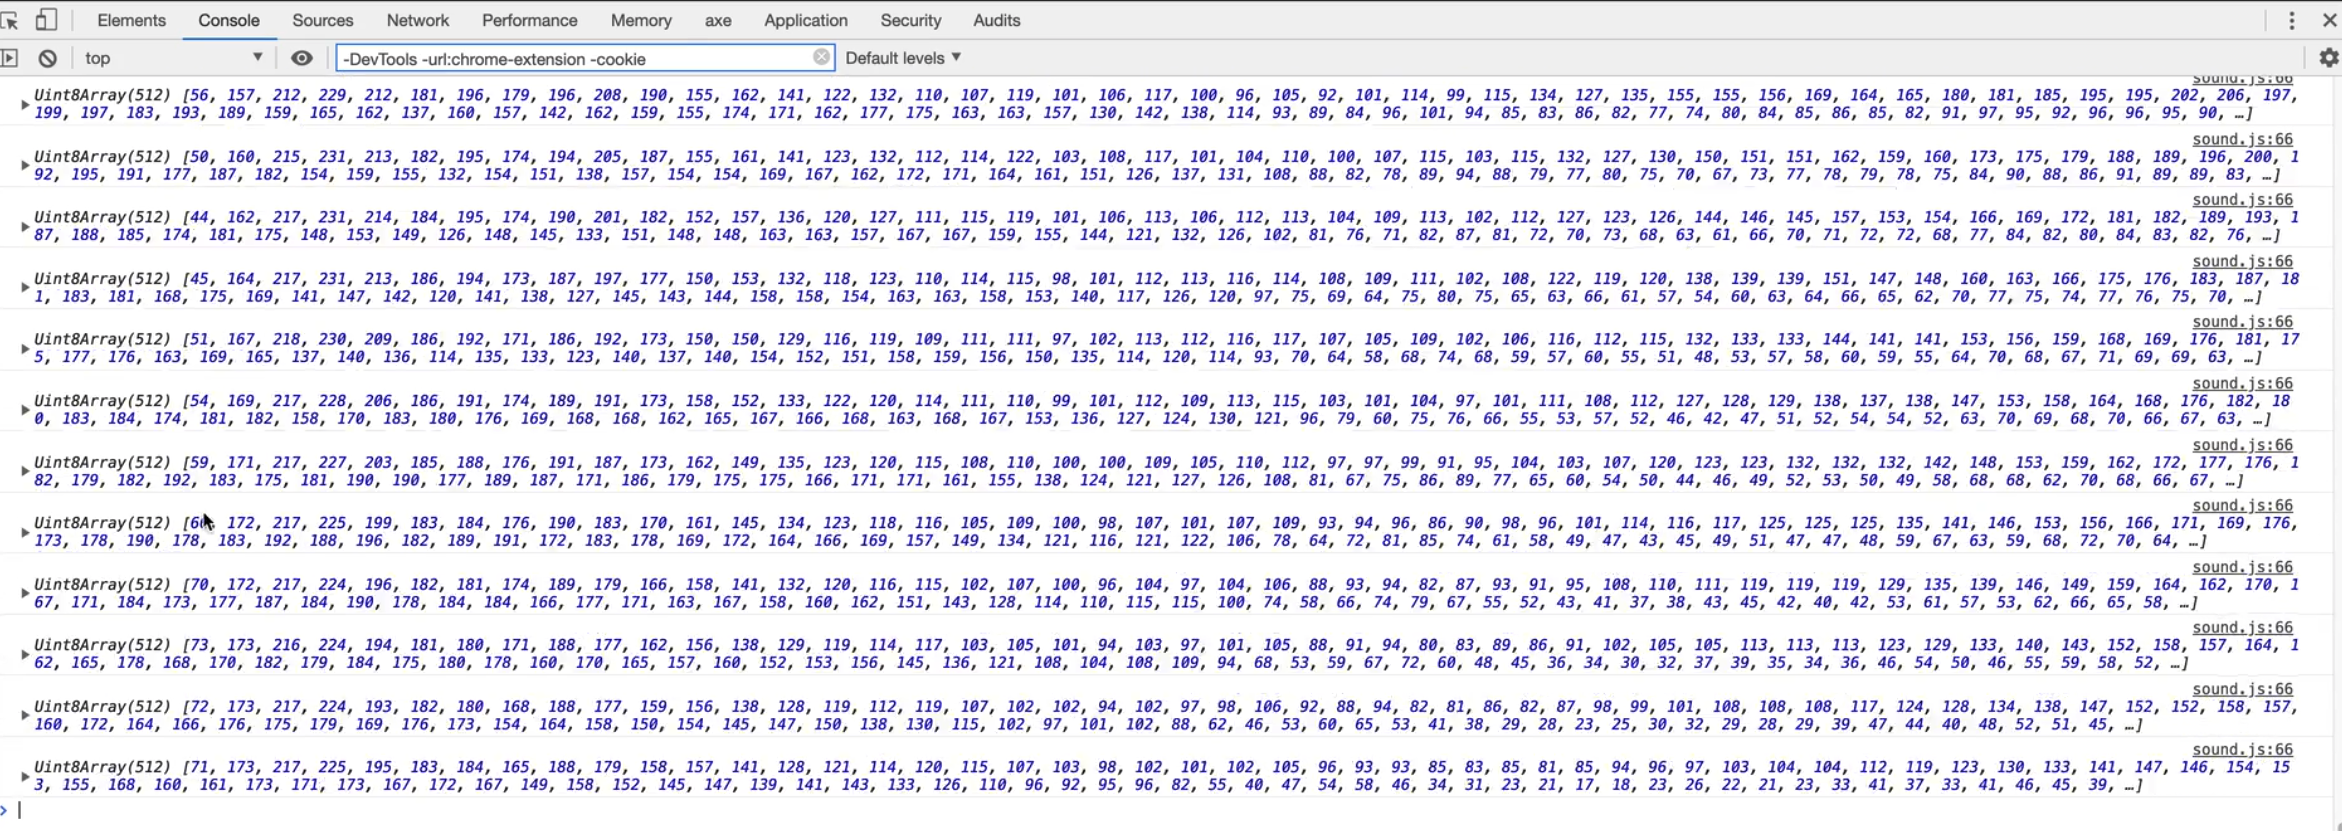 Elements Console Sources Network Performance Memory axe Application Security Audits
top -DevTools -url:chrome-extension -cookie Default levels
sound.js:66
Uint8Array(512) [56, 157, 212, 229, 212, 181, 196, 179, 196, 208, 190, 155, 162, 141, 122, 132, 110, 107, 119, 101, 106, 117, 100, 96, 105, 92, 101, 114, 99, 115, 134, 127, 135, 155, 155, 156, 169, 164, 165, 180, 181, 185, 195, 195, 202, 206, 197,
199, 197, 183, 193, 189, 159, 165, 162, 137, 160, 157, 142, 162, 159, 155, 174, 171, 162, 177, 175, 163, 163, 157, 130, 142, 138, 114, 93, 89, 84, 96, 101, 94, 85, 83, 86, 82, 77, 74, 80, 84, 85, 86, 85, 82, 91, 97, 95, 92, 96, 96, 95, 90, …]
sound.js:66
Uint8Array(512) [50, 160, 215, 231, 213, 182, 195, 174, 194, 205, 187, 155, 161, 141, 123, 132, 112, 114, 122, 103, 108, 117, 101, 104, 110, 100, 107, 115, 103, 115, 132, 127, 130, 150, 151, 151, 162, 159, 160, 173, 175, 179, 188, 189, 196, 200, 1
92, 195, 191, 177, 187, 182, 154, 159, 155, 132, 154, 151, 138, 157, 154, 154, 169, 167, 162, 172, 171, 164, 161, 151, 126, 137, 131, 108, 88, 82, 78, 89, 94, 88, 79, 77, 80, 75, 70, 67, 73, 77, 78, 79, 78, 75, 84, 90, 88, 86, 91, 89, 89, 83, …]
sound.js:66
Uint8Array(512) [44, 162, 217, 231, 214, 184, 195, 174, 190, 201, 182, 152, 157, 136, 120, 127, 111, 115, 119, 101, 106, 113, 106, 112, 113, 104, 109, 113, 102, 112, 127, 123, 126, 144, 146, 145, 157, 153, 154, 166, 169, 172, 181, 182, 189, 193, 1
87, 188, 185, 174, 181, 175, 148, 153, 149, 126, 148, 145, 133, 151, 148, 148, 163, 163, 157, 167, 167, 159, 155, 144, 121, 132, 126, 102, 81, 76, 71, 82, 87, 81, 72, 70, 73, 68, 63, 61, 66, 70, 71, 72, 72, 68, 77, 84, 82, 80, 84, 83, 82, 76, …]
sound.js:66
Uint8Array(512) [45, 164, 217, 231, 213, 186, 194, 173, 187, 197, 177, 150, 153, 132, 118, 123, 110, 114, 115, 98, 101, 112, 113, 116, 114, 108, 109, 111, 102, 108, 122, 119, 120, 138, 139, 139, 151, 147, 148, 160, 163, 166, 175, 176, 183, 187, 18
1, 183, 181, 168, 175, 169, 141, 147, 142, 120, 141, 138, 127, 145, 143, 144, 158, 158, 154, 163, 163, 158, 153, 140, 117, 126, 120, 97, 75, 69, 64, 75, 80, 75, 65, 63, 66, 61, 57, 54, 60, 63, 64, 66, 65, 62, 70, 77, 75, 74, 77, 76, 75, 70, …]
sound.js:66
Uint8Array(512) [51, 167, 218, 230, 209, 186, 192, 171, 186, 192, 173, 150, 150, 129, 116, 119, 109, 111, 111, 97, 102, 113, 112, 116, 117, 107, 105, 109, 102, 106, 116, 112, 115, 132, 133, 133, 144, 141, 141, 153, 156, 159, 168, 169, 176, 181, 17
5, 177, 176, 163, 169, 165, 137, 140, 136, 114, 135, 133, 123, 140, 137, 140, 154, 152, 151, 158, 159, 156, 150, 135, 114, 120, 114, 93, 70, 64, 58, 68, 74, 68, 59, 57, 60, 55, 51, 48, 53, 57, 58, 60, 59, 55, 64, 70, 68, 67, 71, 69, 69, 63, …]
sound.js:66
Uint8Array(512) [54, 169, 217, 228, 206, 186, 191, 174, 189, 191, 173, 158, 152, 133, 122, 120, 114, 111, 110, 99, 101, 112, 109, 113, 115, 103, 101, 104, 97, 101, 111, 108, 112, 127, 128, 129, 138, 137, 138, 147, 153, 158, 164, 168, 176, 182, 18
0, 183, 184, 174, 181, 182, 158, 170, 183, 180, 176, 169, 168, 168, 162, 165, 167, 166, 168, 163, 168, 167, 153, 136, 127, 124, 130, 121, 96, 79, 60, 75, 76, 66, 55, 53, 57, 52, 46, 42, 47, 51, 52, 54, 54, 52, 63, 70, 69, 68, 70, 66, 67, 63, …]
sound.js:66
Uint8Array(512) [59, 171, 217, 227, 203, 185, 188, 176, 191, 187, 173, 162, 149, 135, 123, 120, 115, 108, 110, 100, 100, 109, 105, 110, 112, 97, 97, 99, 91, 95, 104, 103, 107, 120, 123, 123, 132, 132, 132, 142, 148, 153, 159, 162, 172, 177, 176, 1
82, 179, 182, 192, 183, 175, 181, 190, 190, 177, 189, 187, 171, 186, 179, 175, 175, 166, 171, 171, 161, 155, 138, 124, 121, 127, 126, 108, 81, 67, 75, 86, 89, 77, 65, 60, 54, 50, 44, 46, 49, 52, 53, 50, 49, 58, 68, 68, 62, 70, 68, 66, 67, …]
sound.js:66
Uint8Array(512) [ 172, 217, 225, 199, 183, 184, 176, 190, 183, 170, 161, 145, 134, 123, 118, 116, 105, 109, 100, 98, 107, 101, 107, 109, 93, 94, 96, 86, 90, 98, 96, 101, 114, 116, 117, 125, 125, 125, 135, 141, 146, 153, 156, 166, 171, 169, 176,
173, 178, 190, 178, 183, 192, 188, 196, 182, 189, 191, 172, 183, 178, 169, 172, 164, 166, 169, 157, 149, 134, 121, 116, 121, 122, 106, 78, 64, 72, 81, 85, 74, 61, 58, 49, 47, 43, 45, 49, 51, 47, 47, 48, 59, 67, 63, 59, 68, 72, 70, 64, …]
sound.js:66
Uint8Array(512) [70, 172, 217, 224, 196, 182, 181, 174, 189, 179, 166, 158, 141, 132, 120, 116, 115, 102, 107, 100, 96, 104, 97, 104, 106, 88, 93, 94, 82, 87, 93, 91, 95, 108, 110, 111, 119, 119, 119, 129, 135, 139, 146, 149, 159, 164, 162, 170, 1
67, 171, 184, 173, 177, 187, 184, 190, 178, 184, 184, 166, 177, 171, 163, 167, 158, 160, 162, 151, 143, 128, 114, 110, 115, 115, 100, 74, 58, 66, 74, 79, 67, 55, 52, 43, 41, 37, 38, 43, 45, 42, 40, 42, 53, 61, 57, 53, 62, 66, 65, 58, …]
sound.js:66
Uint8Array(512) [73, 173, 216, 224, 194, 181, 180, 171, 188, 177, 162, 156, 138, 129, 119, 114, 117, 103, 105, 101, 94, 103, 97, 101, 105, 88, 91, 94, 80, 83, 89, 86, 91, 102, 105, 105, 113, 113, 113, 123, 129, 133, 140, 143, 152, 158, 157, 164, 1
62, 165, 178, 168, 170, 182, 179, 184, 175, 180, 178, 160, 170, 165, 157, 160, 152, 153, 156, 145, 136, 121, 108, 104, 108, 109, 94, 68, 53, 59, 67, 72, 60, 48, 45, 36, 34, 30, 32, 37, 39, 35, 34, 36, 46, 54, 50, 46, 55, 59, 58, 52, …]
sound.js:66
Uint8Array(512) [72, 173, 217, 224, 193, 182, 180, 168, 188, 177, 159, 156, 138, 128, 119, 112, 119, 107, 102, 102, 94, 102, 97, 98, 106, 92, 88, 94, 82, 81, 86, 82, 87, 98, 99, 101, 108, 108, 108, 117, 124, 128, 134, 138, 147, 152, 152, 158, 157,
160, 172, 164, 166, 176, 175, 179, 169, 176, 173, 154, 164, 158, 150, 154, 145, 147, 150, 138, 130, 115, 102, 97, 101, 102, 88, 62, 46, 53, 60, 65, 53, 41, 38, 29, 28, 23, 25, 30, 32, 29, 28, 29, 39, 47, 44, 40, 48, 52, 51, 45, …]
sound.js:66
Uint8Array(512) [71, 173, 217, 225, 195, 183, 184, 165, 188, 179, 158, 157, 141, 128, 121, 114, 120, 115, 107, 103, 98, 102, 101, 102, 105, 96, 93, 93, 85, 83, 85, 81, 85, 94, 96, 97, 103, 104, 104, 112, 119, 123, 130, 133, 141, 147, 146, 154, 15
3, 155, 168, 160, 161, 173, 171, 173, 167, 172, 167, 149, 158, 152, 145, 147, 139, 141, 143, 133, 126, 110, 96, 92, 95, 96, 82, 55, 40, 47, 54, 58, 46, 34, 31, 23, 21, 17, 18, 23, 26, 22, 21, 23, 33, 41, 37, 33, 41, 46, 45, 39, …]